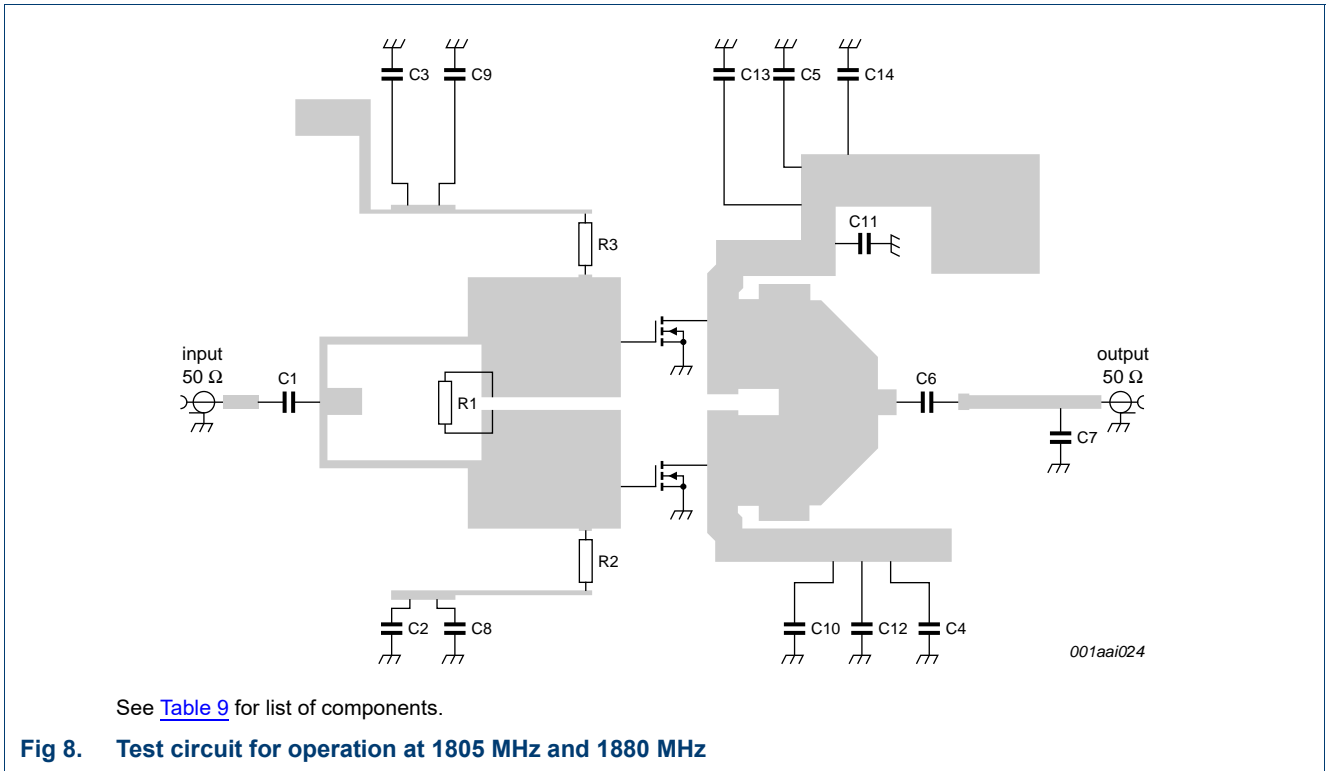 C3
C9
C13
C5
C14
C11
R3
input
50 Ω
C1
R1
C6
output
50 Ω
C7
R2
C2
C8
C10
C12
C4
001aai024
See Table 9 for list of components.
Fig 8. Test circuit for operation at 1805 MHz and 1880 MHz